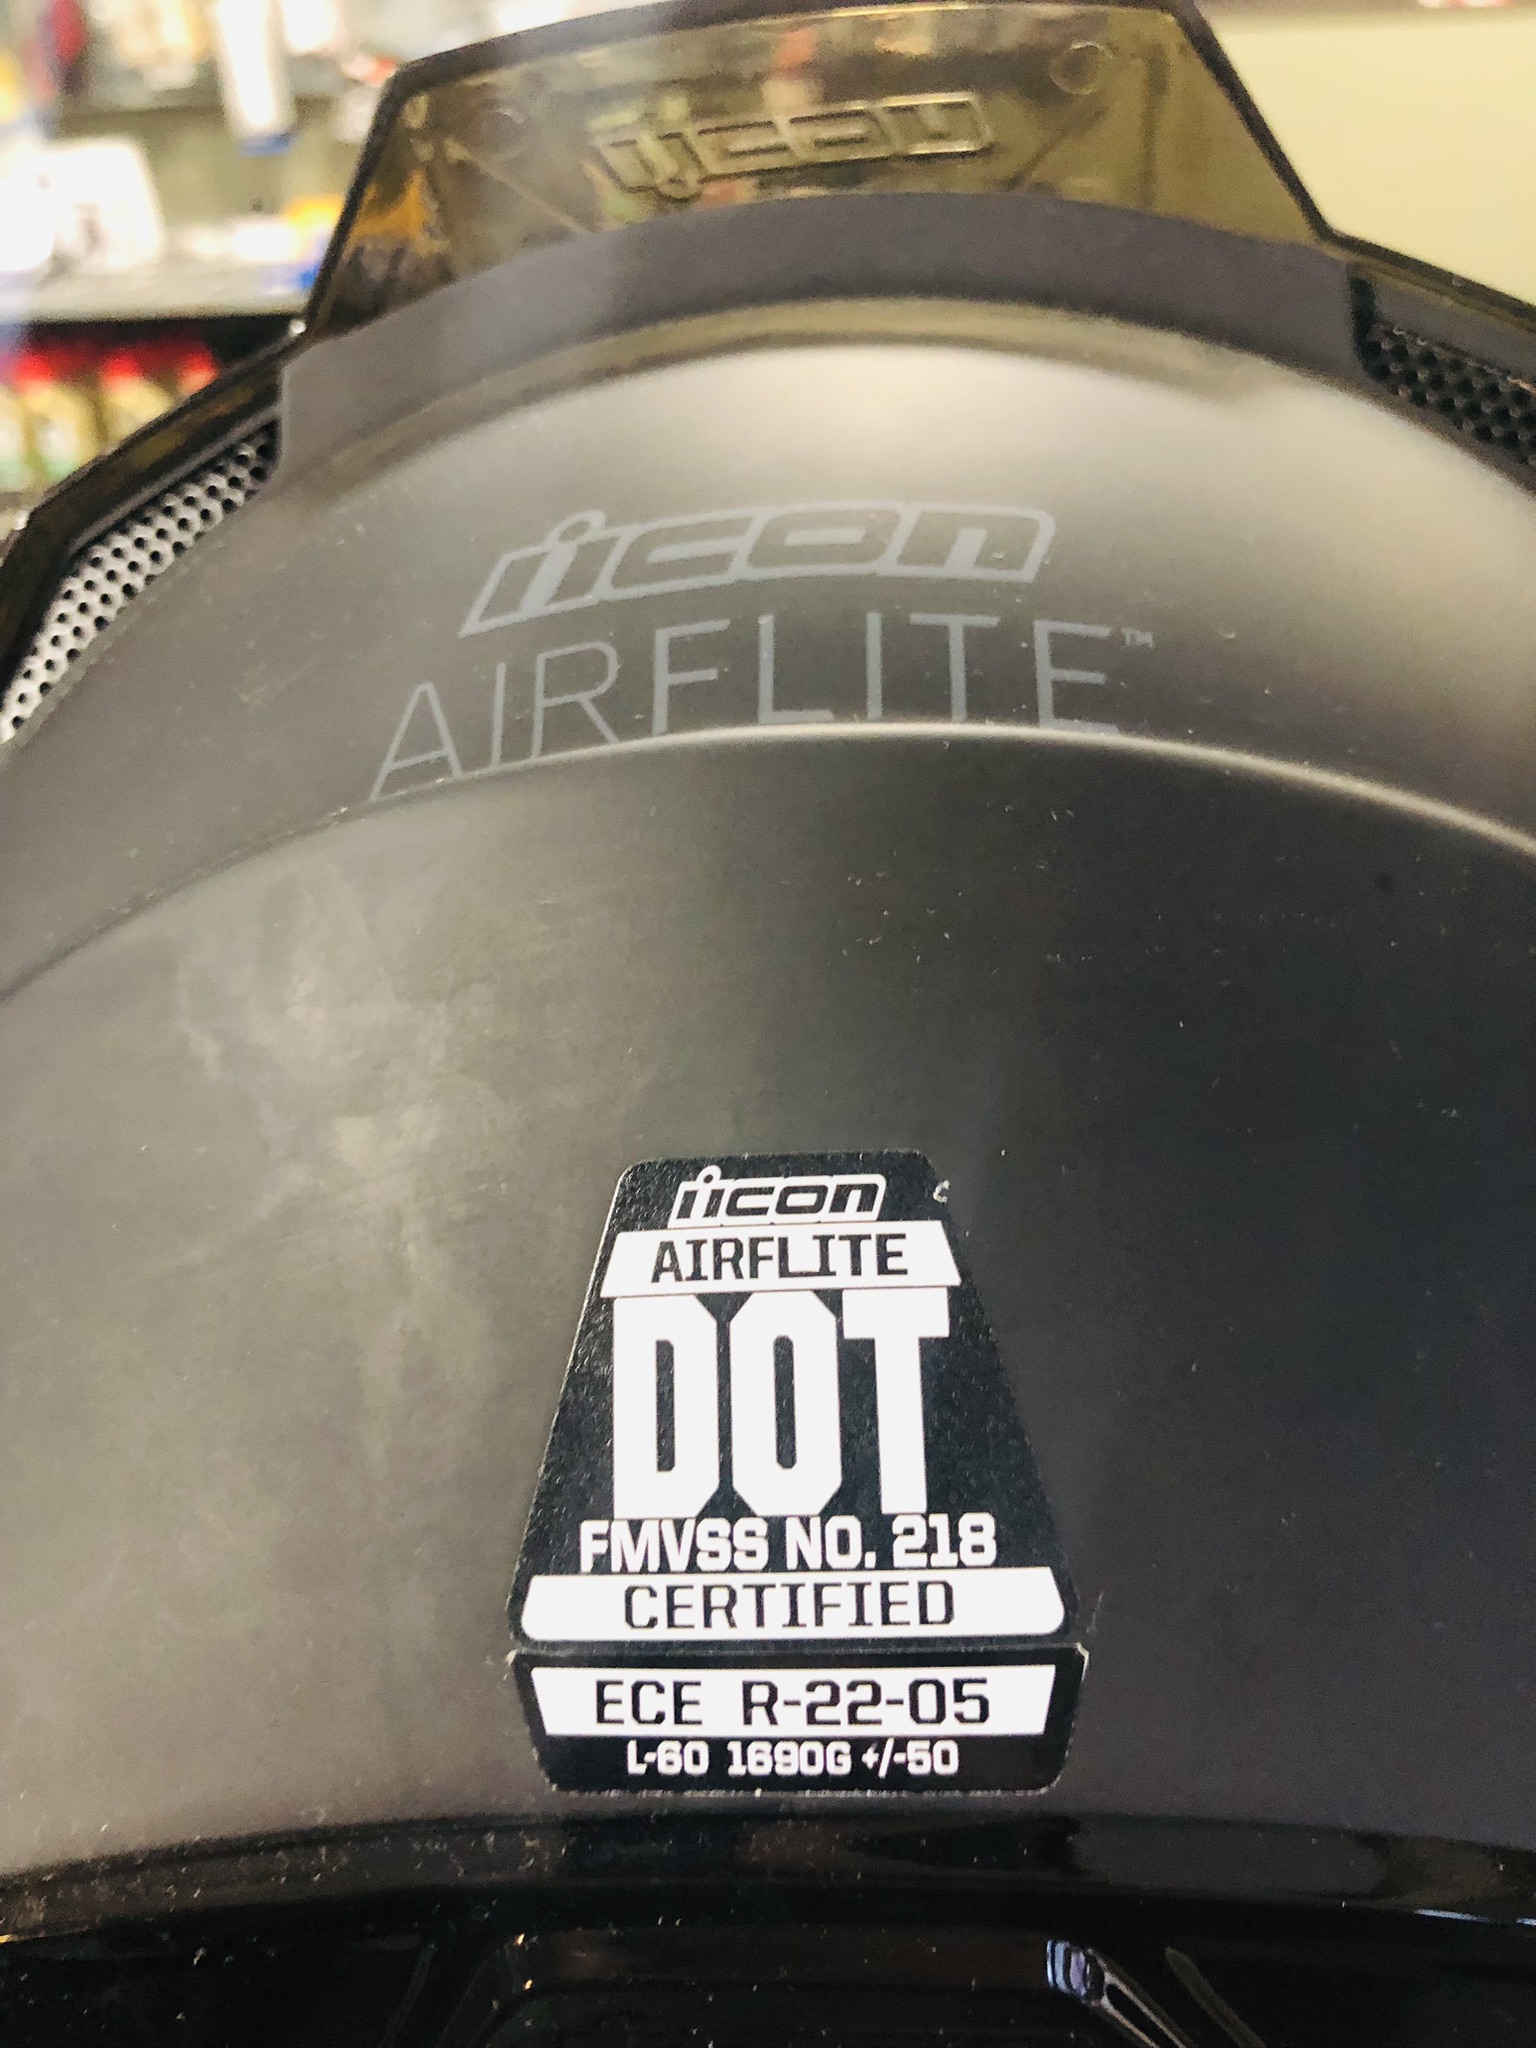 icon
icon
AIRFLITE™
icon
AIRFLITE
DOT
FMVSS NO. 218
CERTIFIED
ECE R-22-05
L-60 1690G +/-50